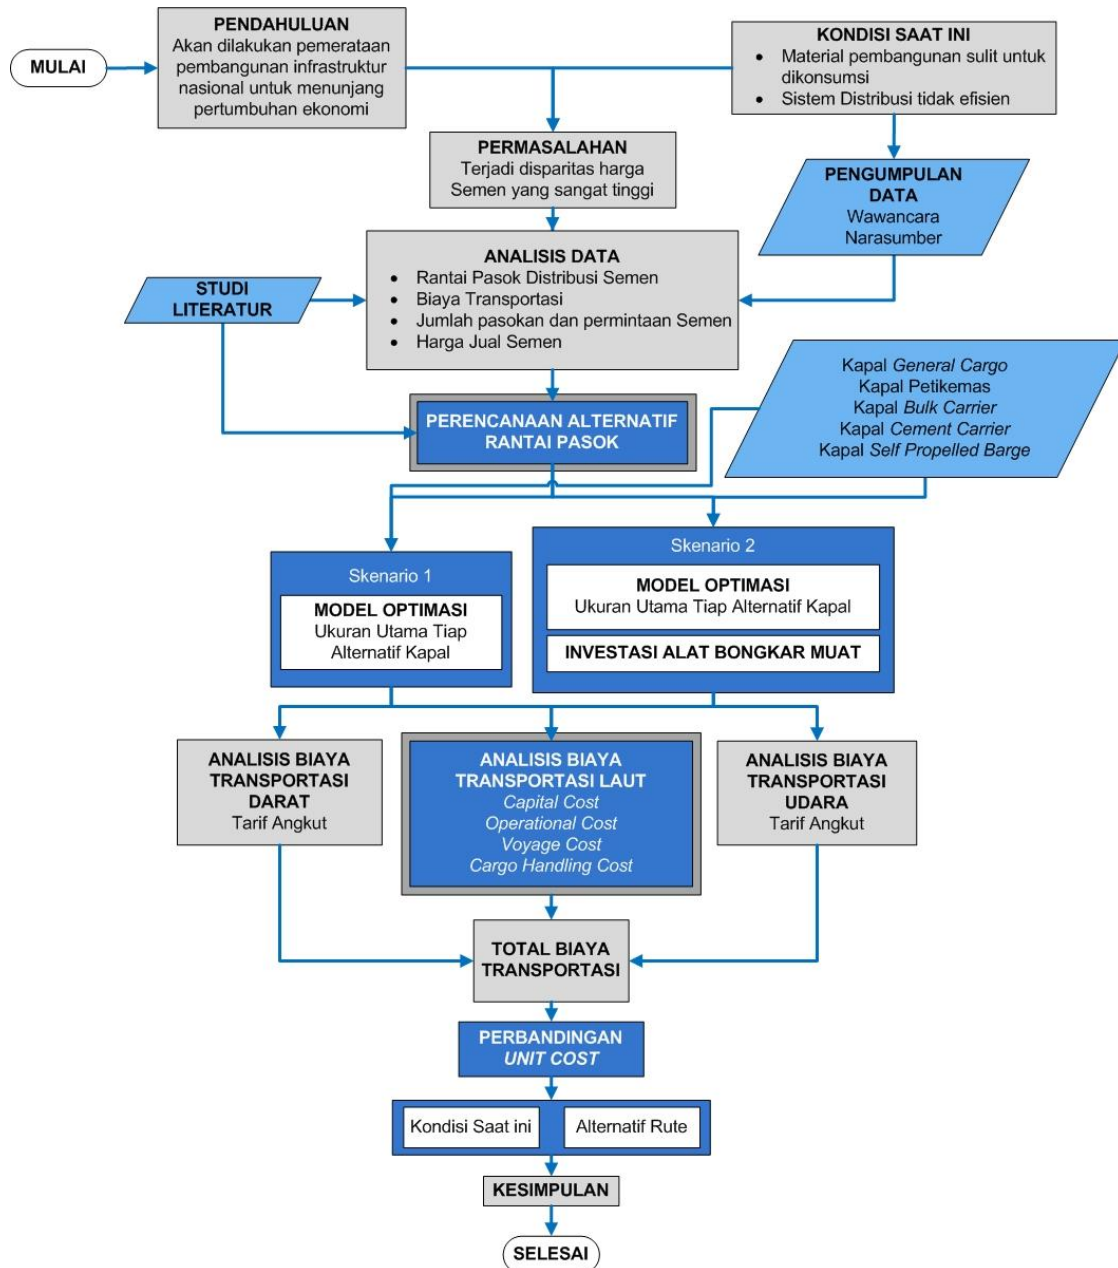 MULAI
PENDAHULUAN
Akan dilakukan pemerataan
pembangunan infrastruktur
nasional untuk menunjang
pertumbuhan ekonomi
KONDISI SAAT INI
• Material pembangunan sulit untuk
dikonsumsi
• Sistem Distribusi tidak efisien
PERMASALAHAN
Terjadi disparitas harga
Semen yang sangat tinggi
PENGUMPULAN
DATA
Wawancara
Narasumber
ANALISIS DATA
• Rantai Pasok Distribusi Semen
• Biaya Transportasi
• Jumlah pasokan dan permintaan Semen
• Harga Jual Semen
STUDI
LITERATUR
Kapal General Cargo
Kapal Petikemas
Kapal Bulk Carrier
Kapal Cement Carrier
Kapal Self Propelled Barge
PERENCANAAN ALTERNATIF
RANTAI PASOK
Skenario 1
MODEL OPTIMASI
Ukuran Utama Tiap
Alternatif Kapal
Skenario 2
MODEL OPTIMASI
Ukuran Utama Tiap Alternatif Kapal
INVESTASI ALAT BONGKAR MUAT
ANALISIS BIAYA
TRANSPORTASI
DARAT
Tarif Angkut
ANALISIS BIAYA
TRANSPORTASI LAUT
Capital Cost
Operational Cost
Voyage Cost
Cargo Handling Cost
ANALISIS BIAYA
TRANSPORTASI
UDARA
Tarif Angkut
TOTAL BIAYA
TRANSPORTASI
PERBANDINGAN
UNIT COST
Kondisi Saat ini
Alternatif Rute
KESIMPULAN
SELESAI